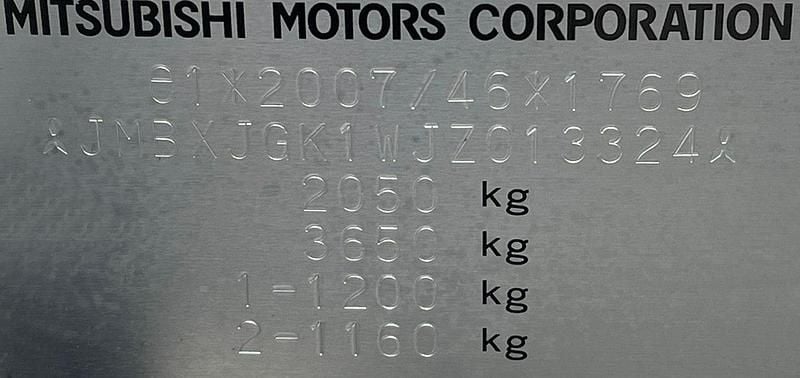 MITSUBISHI MOTORS CORPORATION
e1*2007/46*1769
JMBXJGK1WJZ013324
2050 kg
3650 kg
1-1200 kg
2-1160 kg